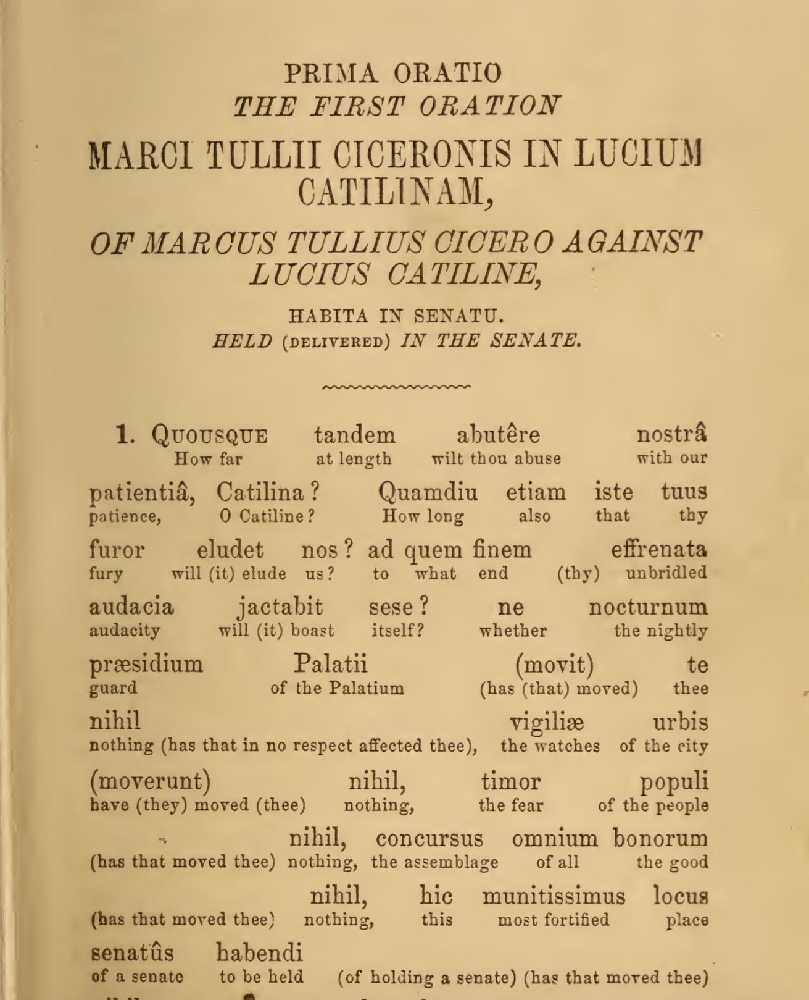 PRIMA ORATIO
THE FIRST ORATION
MARCI TULLII CICERONIS IN LUCIUM
CATILINAM,
OF MARCUS TULLIUS CICERO AGAINST
LUCIUS CATILINE,
HABITA IN SENATU.
HELD (DELIVERED) IN THE SENATE.
1. QUOUSQUE tandem abutêre nostrâ
How far at length wilt thou abuse with our
patientiâ, Catilina? Quamdiu etiam iste tuus
patience, O Catiline? How long also that thy
furor eludet nos? ad quem finem effrenata
fury will (it) elude us? to what end (thy) unbridled
audacia jactabit sese? ne nocturnum
audacity will (it) boast itself? whether the nightly
præsidium Palatii (movit) te
guard of the Palatium (has (that) moved) thee
nihil vigiliæ urbis
nothing (has that in no respect affected thee), the watches of the city
(moverunt) nihil, timor populi
have (they) moved (thee) nothing, the fear of the people
nihil, concursus omnium bonorum
(has that moved thee) nothing, the assemblage of all the good
nihil, hic munitissimus locus
(has that moved thee) nothing, this most fortified place
senatûs habendi
of a senate to be held (of holding a senate) (has that moved thee)